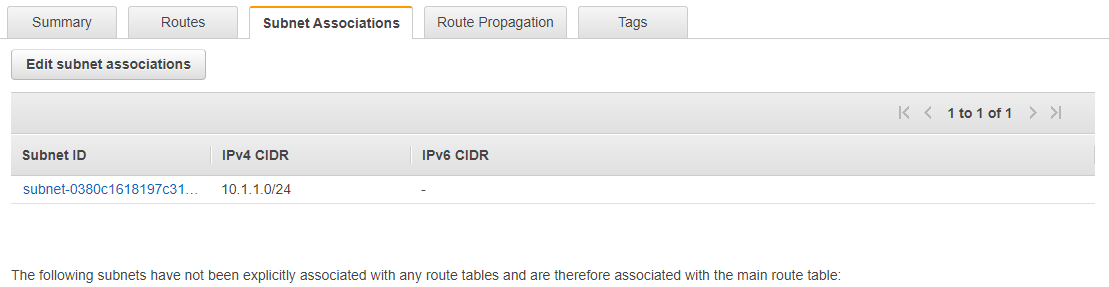 Summary Routes Subnet Associations Route Propagation Tags
Edit subnet associations
1 to 1 of 1
Subnet ID IPv4 CIDR IPv6 CIDR
subnet-0380c1618197c31... 10.1.1.0/24 -
The following subnets have not been explicitly associated with any route tables and are therefore associated with the main route table: